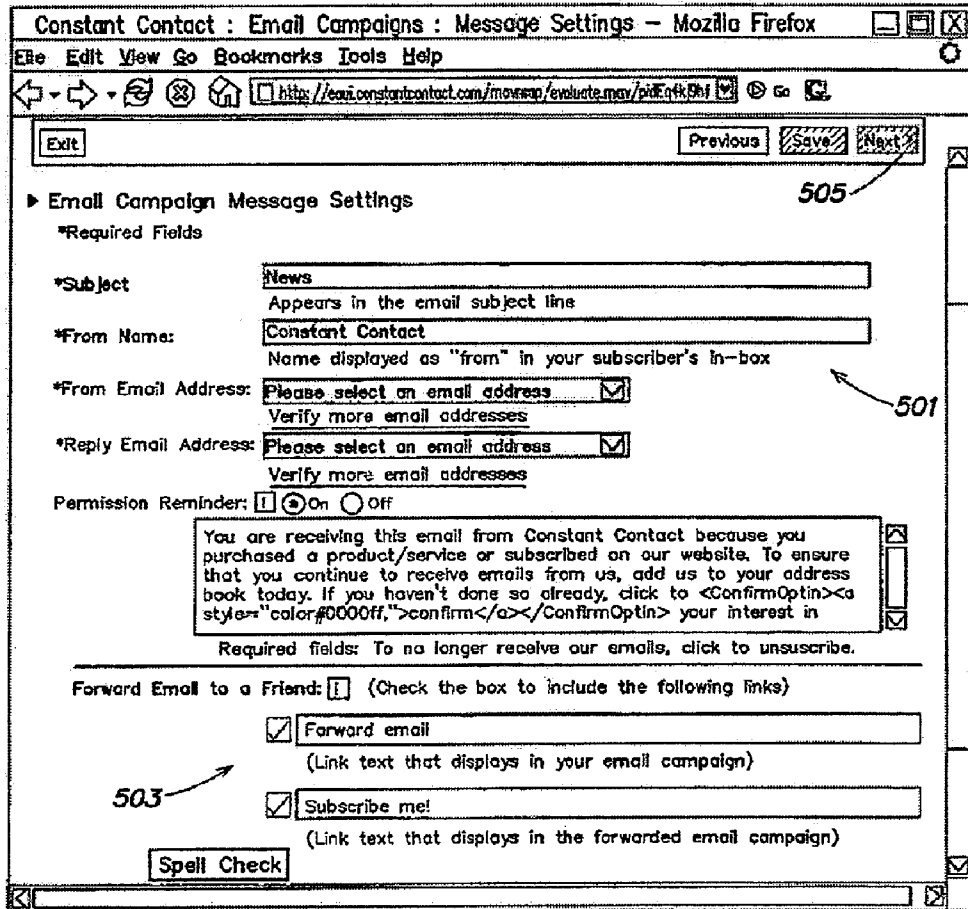 Constant Contact : Email Campaigns : Message Settings — Mozilla Firefox
File Edit View Go Bookmarks Tools Help
Go
Exit Previous Save Next
505
Email Campaign Message Settings
*Required Fields
*Subject News
Appears in the email subject line
*From Name: Constant Contact
Name displayed as "from" in your subscriber's in-box
501
*From Email Address: Please select an email address
Verify more email addresses
*Reply Email Address: Please select an email address
Verify more email addresses
Permission Reminder: On Off
You are receiving this email from Constant Contact because you
purchased a product/service or subscribed on our website. To ensure
that you continue to receive emails from us, add us to your address
book today. If you haven't done so already, click to <ConfirmOptin><a
style="color#0000ff,">confirm</a></ConfirmOptin> your interest in
Required fields: To no longer receive our emails, click to unsuscribe.
Forward Email to a Friend: (Check the box to include the following links)
Forward email
(Link text that displays in your email campaign)
503
Subscribe me!
(Link text that displays in the forwarded email campaign)
Spell Check